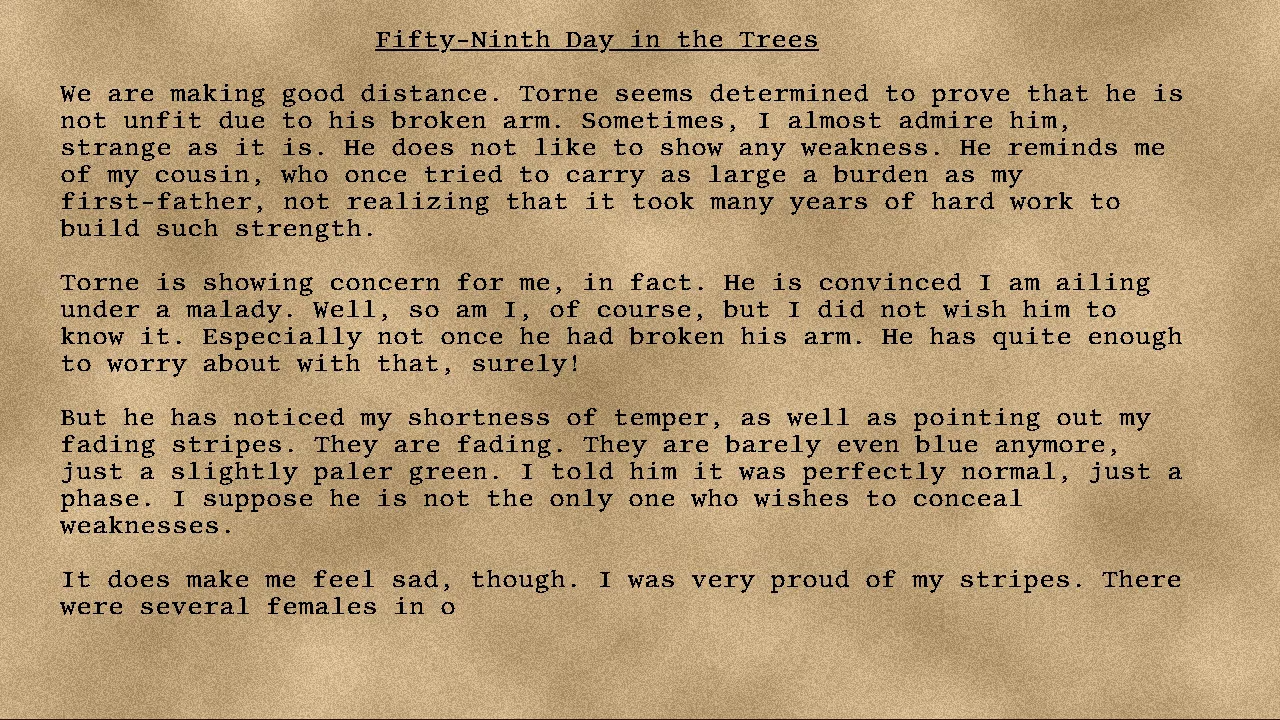 Fifty-Ninth Day in the Trees
We are making good distance. Torne seems determined to prove that he is
not unfit due to his broken arm. Sometimes, I almost admire him,
strange as it is. He does not like to show any weakness. He reminds me
of my cousin, who once tried to carry as large a burden as my
first-father, not realizing that it took many years of hard work to
build such strength.
Torne is showing concern for me, in fact. He is convinced I am ailing
under a malady. Well, so am I, of course, but I did not wish him to
know it. Especially not once he had broken his arm. He has quite enough
to worry about with that, surely!
But he has noticed my shortness of temper, as well as pointing out my
fading stripes. They are fading. They are barely even blue anymore,
just a slightly paler green. I told him it was perfectly normal, just a
phase. I suppose he is not the only one who wishes to conceal
weaknesses.
It does make me feel sad, though. I was very proud of my stripes. There
were several females in o